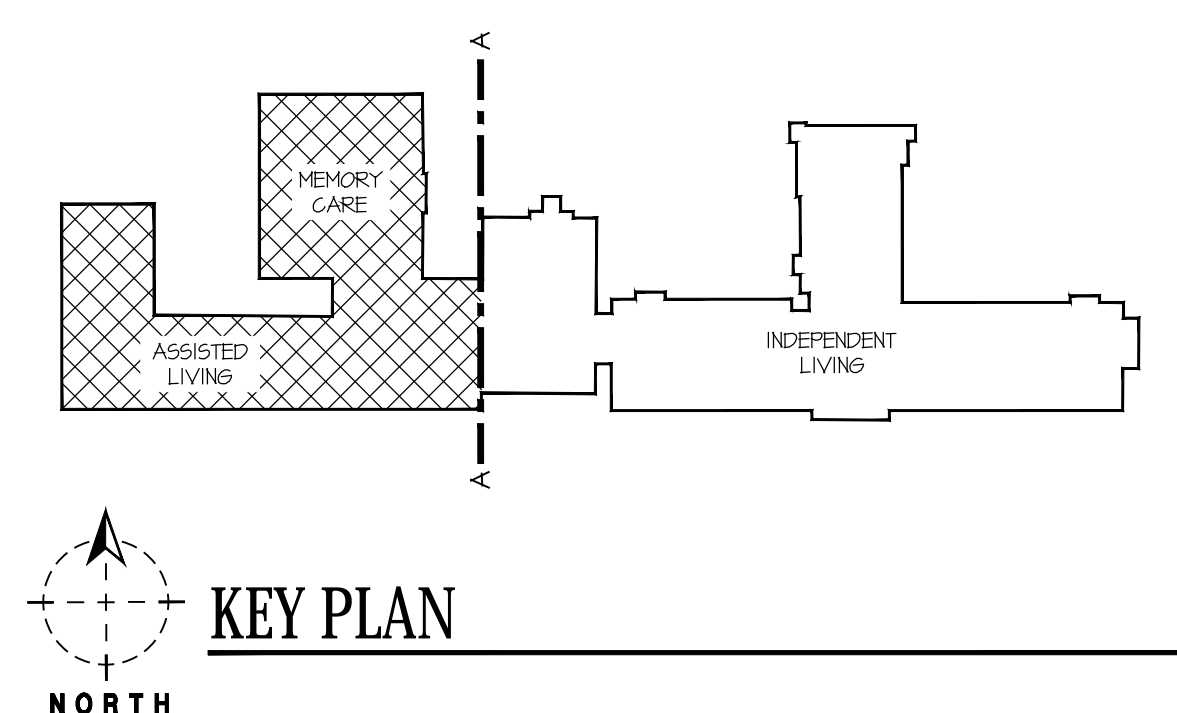 A
MEMORY
CARE
ASSISTED
LIVING
INDEPENDENT
LIVING
A
KEY PLAN
NORTH